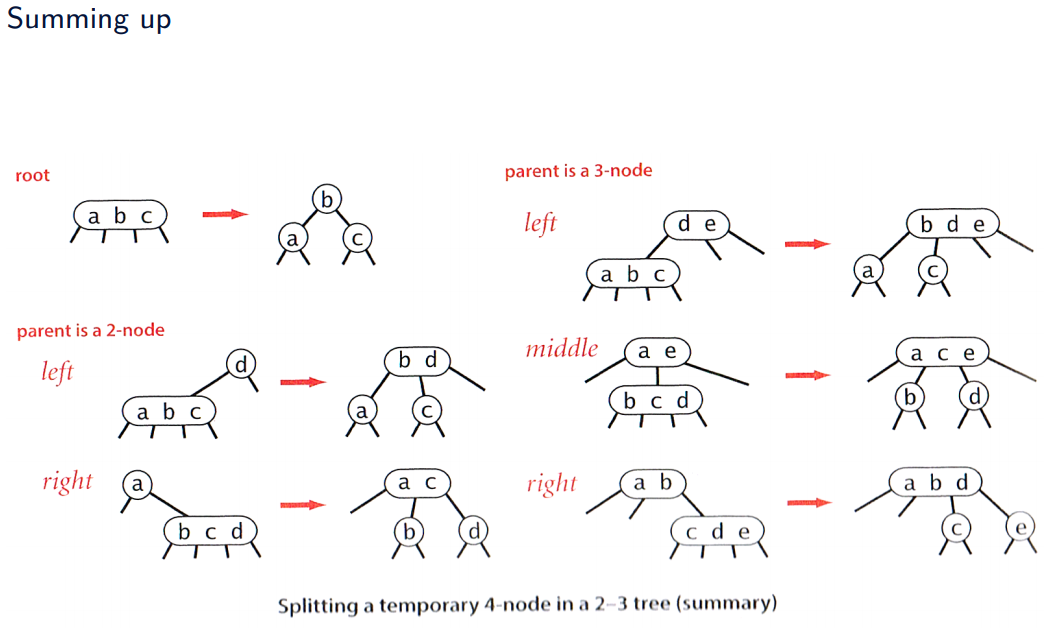 Summing up
root
a b c
b
a
c
parent is a 2-node
left
d
a b c
b d
a
c
right
a
b c d
a c
b
d
parent is a 3-node
left
d e
a b c
b d e
a
c
middle
a e
b c d
a c e
b
d
right
a b
c d e
a b d
c
e
Splitting a temporary 4-node in a 2–3 tree (summary)